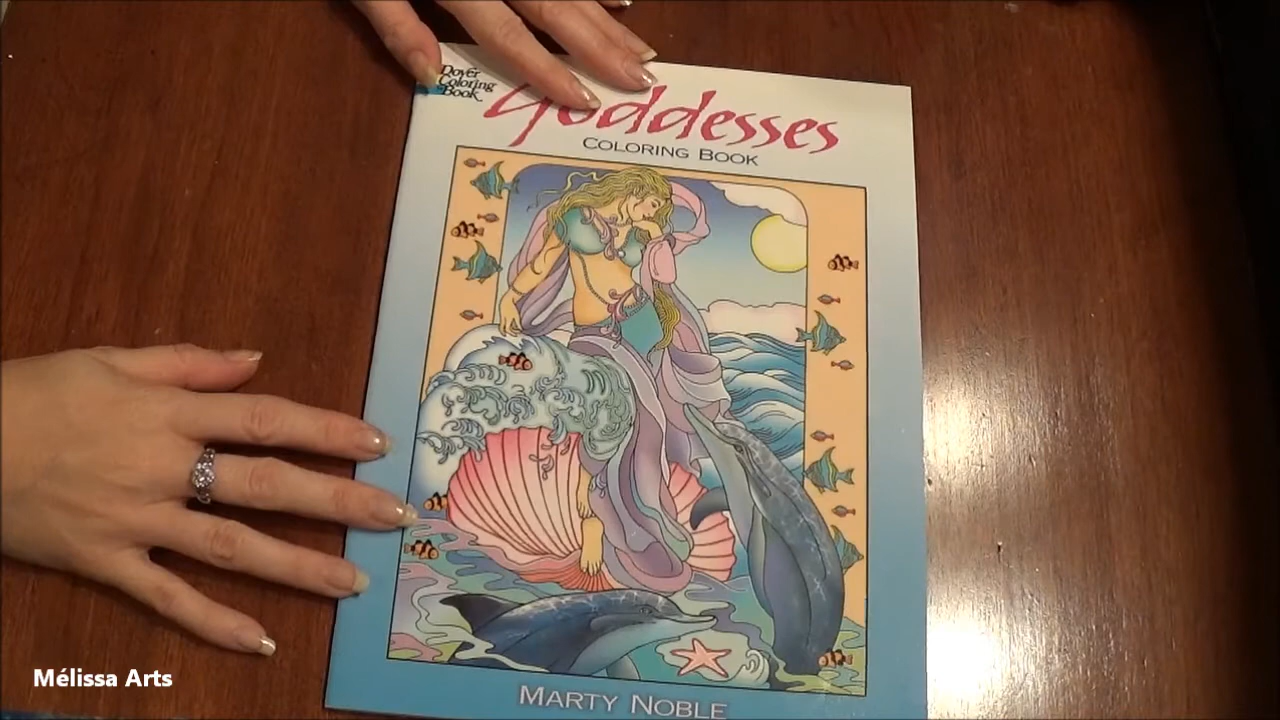 Dover
Coloring
Book
Goddesses
COLORING BOOK
MARTY NOBLE
Mélissa Arts